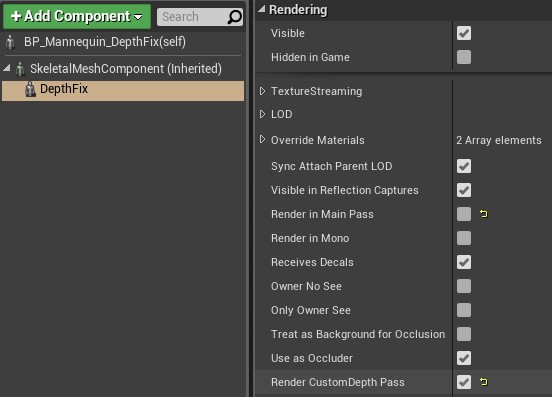 Add Component
Search
BP_Mannequin_DepthFix(self)
SkeletalMeshComponent (Inherited)
DepthFix
Rendering
Visible
Hidden in Game
TextureStreaming
LOD
Override Materials 2 Array elements
Sync Attach Parent LOD
Visible in Reflection Captures
Render in Main Pass
Render in Mono
Receives Decals
Owner No See
Only Owner See
Treat as Background for Occlusion
Use as Occluder
Render CustomDepth Pass